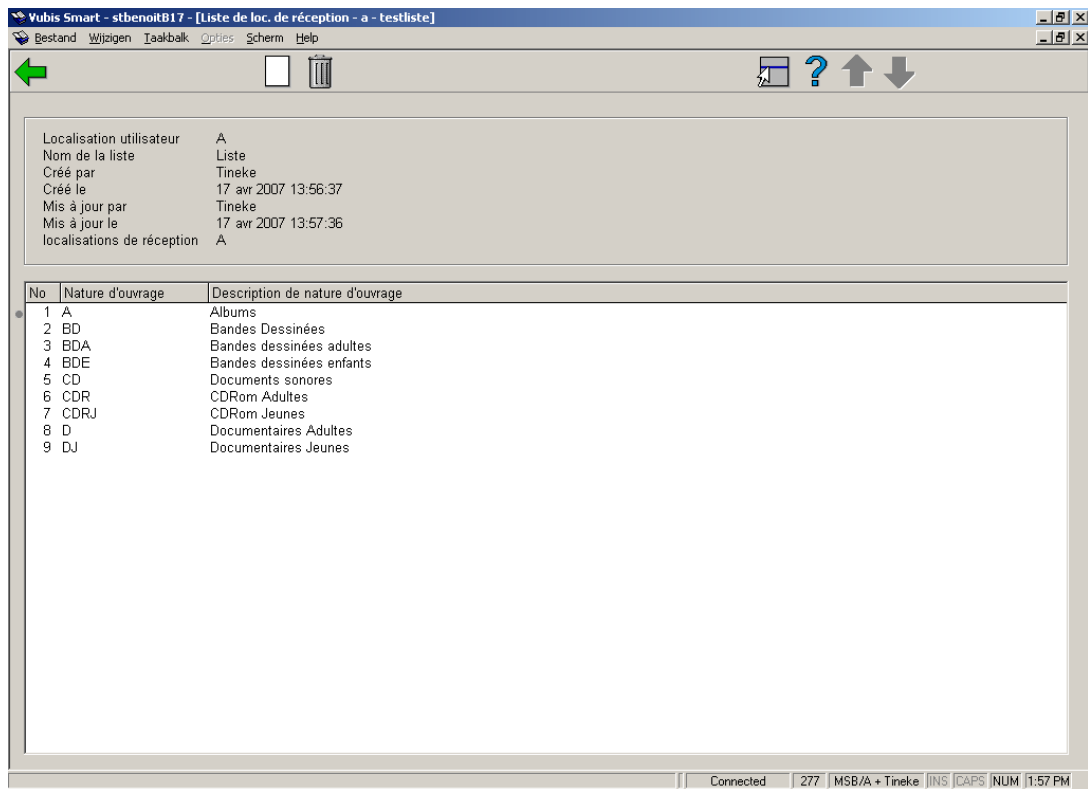 Vubis Smart - stbenoitB17 - [Liste de loc. de réception - a - testliste]
Bestand Wijzigen Taakbalk Opties Scherm Help
Localisation utilisateur A
Nom de la liste Liste
Créé par Tineke
Créé le 17 avr 2007 13:56:37
Mis à jour par Tineke
Mis à jour le 17 avr 2007 13:57:36
localisations de réception A
No Nature d'ouvrage Description de nature d'ouvrage
1 A Albums
2 BD Bandes Dessinées
3 BDA Bandes dessinées adultes
4 BDE Bandes dessinées enfants
5 CD Documents sonores
6 CDR CDRom Adultes
7 CDRJ CDRom Jeunes
8 D Documentaires Adultes
9 DJ Documentaires Jeunes
Connected 277 MSB/A + Tineke INS CAPS NUM 1:57 PM